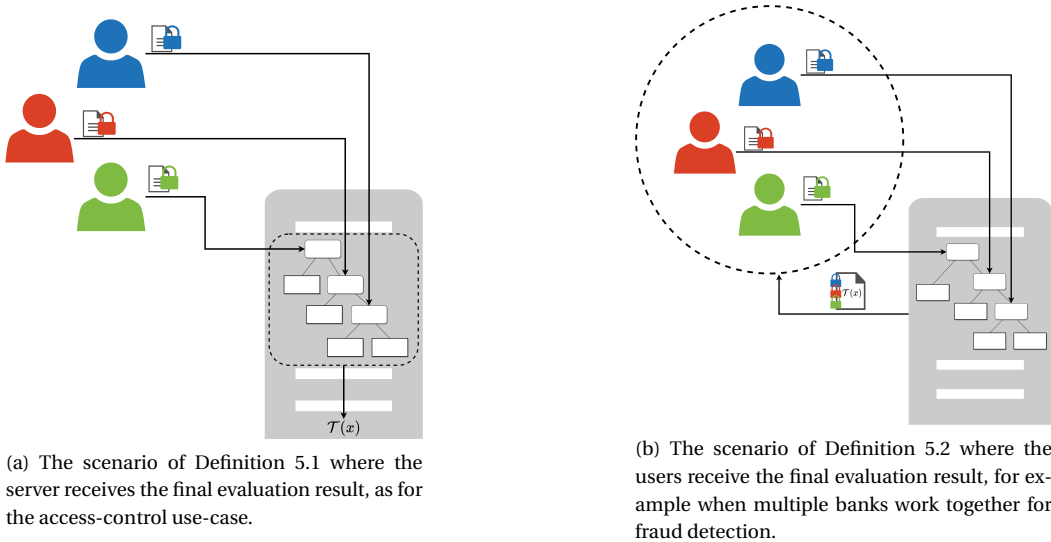 𝒯(x)
(a) The scenario of Definition 5.1 where the
server receives the final evaluation result, as for
the access-control use-case.
𝒯(x)
(b) The scenario of Definition 5.2 where the
users receive the final evaluation result, for ex-
ample when multiple banks work together for
fraud detection.